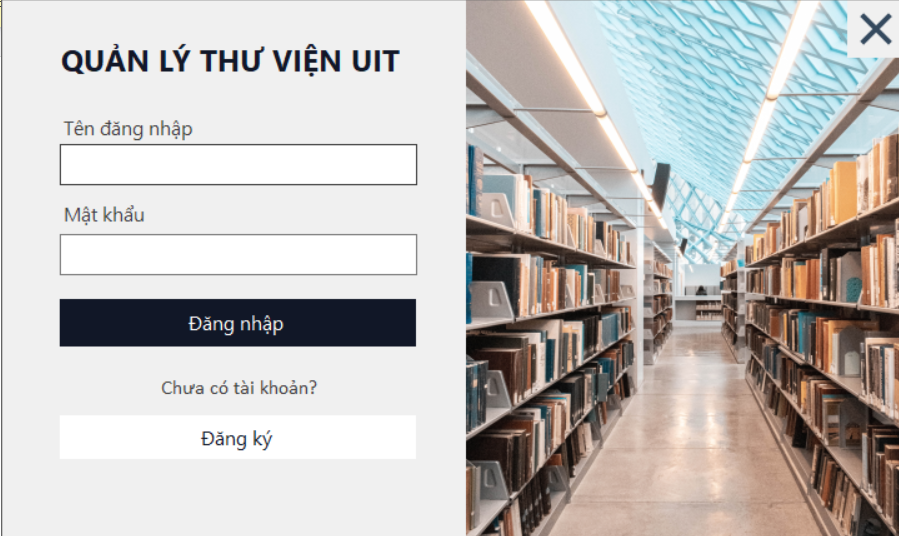 QUẢN LÝ THƯ VIỆN UIT
Tên đăng nhập
Mật khẩu
Đăng nhập
Chưa có tài khoản?
Đăng ký